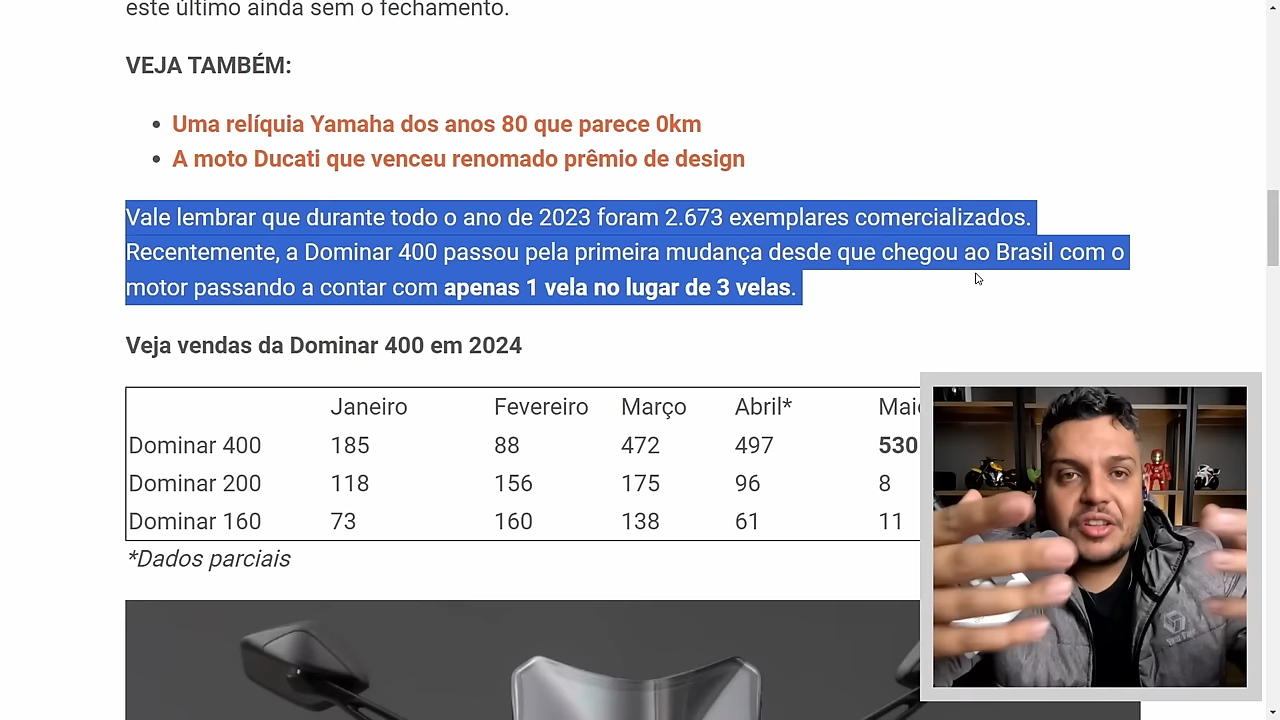 este último ainda sem o fechamento.
VEJA TAMBÉM:
Uma relíquia Yamaha dos anos 80 que parece 0km
A moto Ducati que venceu renomado prêmio de design
Vale lembrar que durante todo o ano de 2023 foram 2.673 exemplares comercializados.
Recentemente, a Dominar 400 passou pela primeira mudança desde que chegou ao Brasil com o
motor passando a contar com apenas 1 vela no lugar de 3 velas.
Veja vendas da Dominar 400 em 2024
Janeiro Fevereiro Março Abril*
Dominar 400 185 88 472 497 530
Dominar 200 118 156 175 96 8
Dominar 160 73 160 138 61 11
*Dados parciais